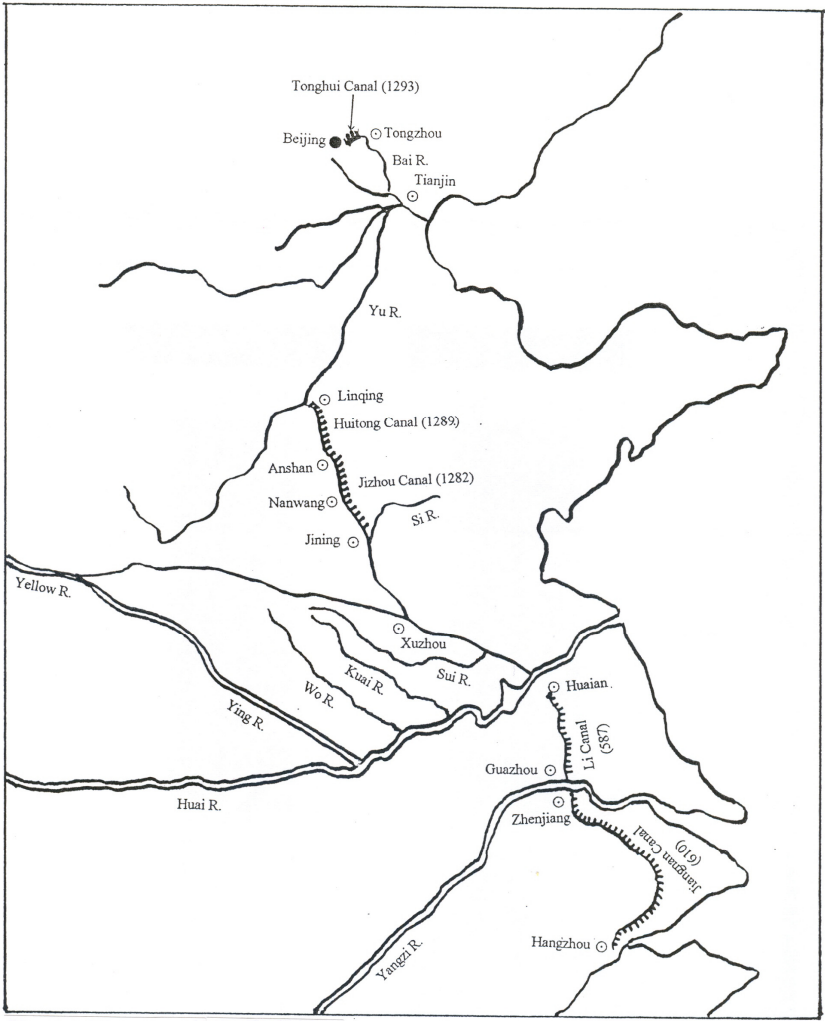 Tonghui Canal (1293)
Beijing
Tongzhou
Bai R.
Tianjin
Yu R.
Linqing
Huitong Canal (1289)
Anshan
Jizhou Canal (1282)
Nanwang
Si R.
Jining
Yellow R.
Xuzhou
Sui R.
Kuai R.
Wo R.
Ying R.
Huaian
Li Canal
(587)
Guazhou
Huai R.
Zhenjiang
Jiangnan Canal
(610)
Hangzhou
Yangzi R.